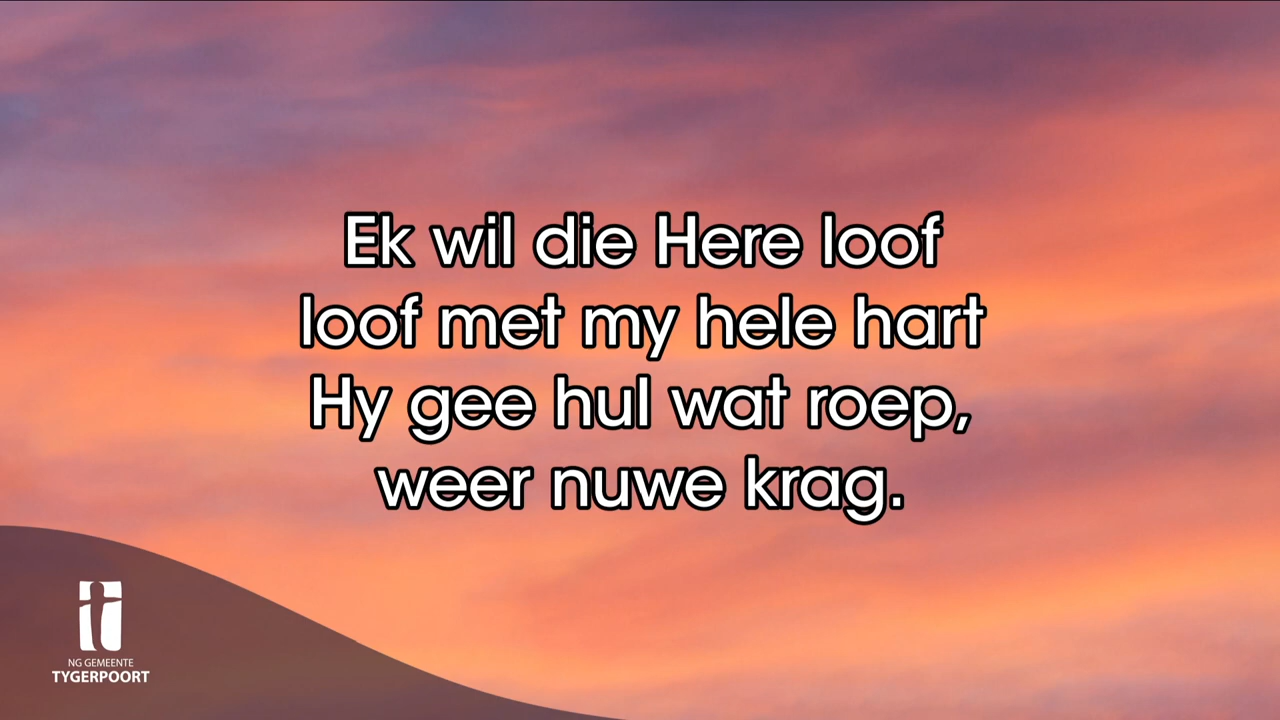 Ek wil die Here loof
loof met my hele hart
Hy gee hul wat roep,
weer nuwe krag.
NG GEMEENTE
TYGERPOORT